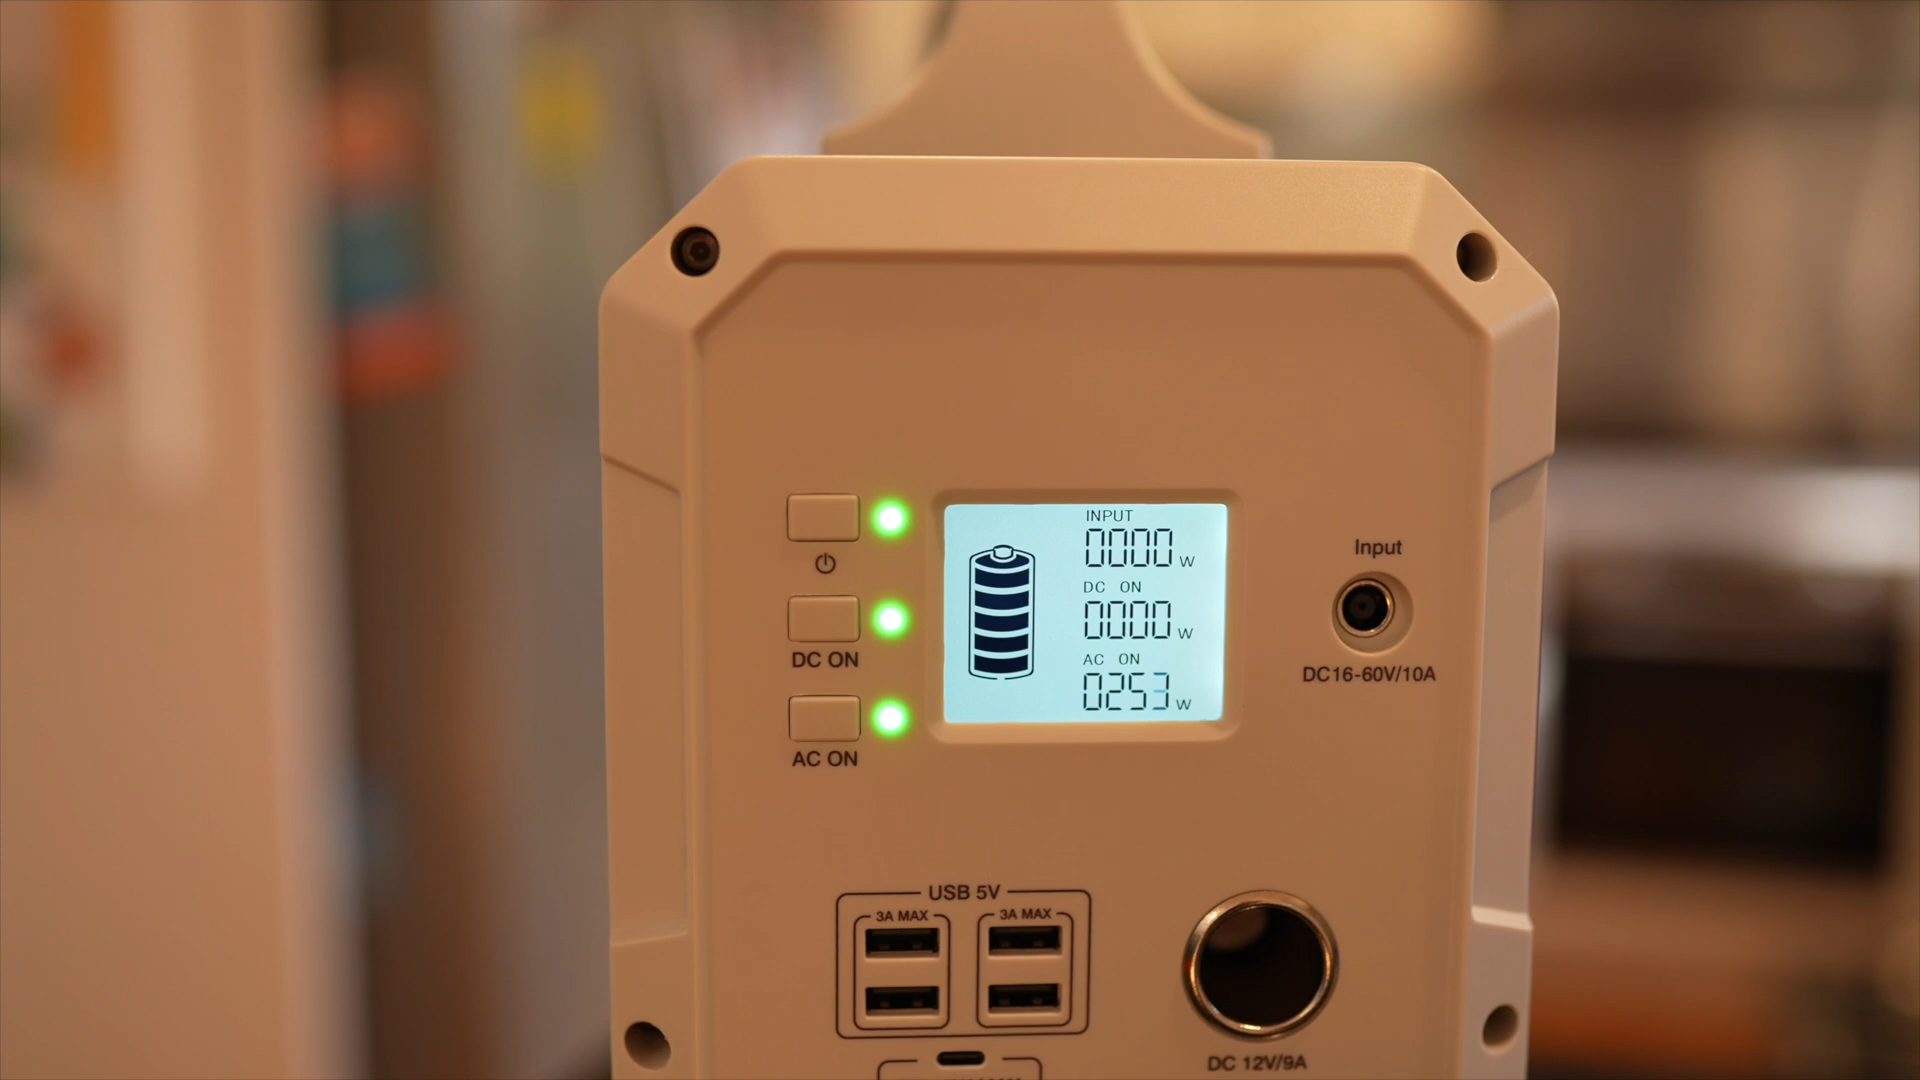 INPUT
0000 W
DC ON
0000 W
AC ON
0253 W
DC ON
AC ON
Input
DC16-60V/10A
USB 5V
3A MAX
3A MAX
DC 12V/9A